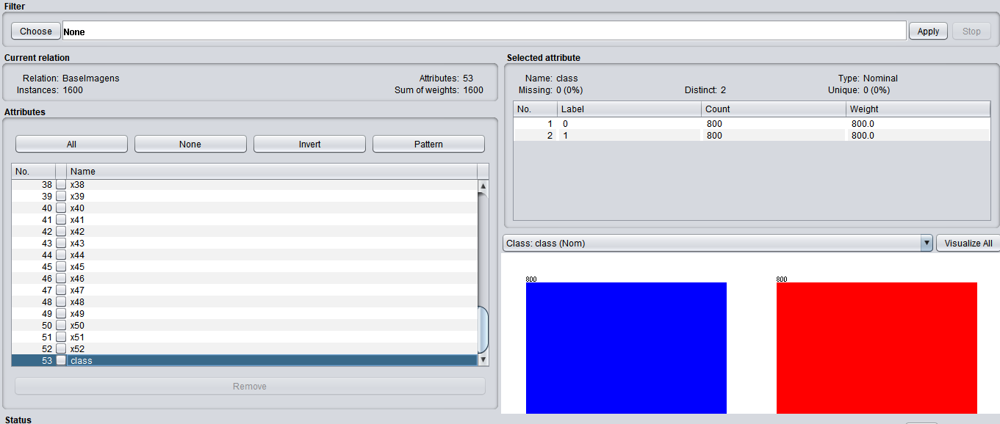 Filter
Choose None Apply Stop
Current relation
Relation: BaseImagens Attributes: 53
Instances: 1600 Sum of weights: 1600
Attributes
All None Invert Pattern
No. Name
38 x38
39 x39
40 x40
41 x41
42 x42
43 x43
44 x44
45 x45
46 x46
47 x47
48 x48
49 x49
50 x50
51 x51
52 x52
53 class
Remove
Selected attribute
Name: class Type: Nominal
Missing: 0 (0%) Distinct: 2 Unique: 0 (0%)
No. Label Count Weight
1 0 800 800.0
2 1 800 800.0
Class: class (Nom) Visualize All
800 800
Status